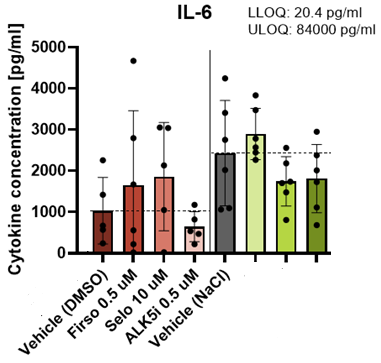 IL-6
LLOQ: 20.4 pg/ml
ULOQ: 84000 pg/ml
Cytokine concentration [pg/ml]
5000
4000
3000
2000
1000
0
Vehicle (DMSO)
Firso 0.5 uM
Selo 10 uM
ALK5i 0.5 uM
Vehicle (NaCl)